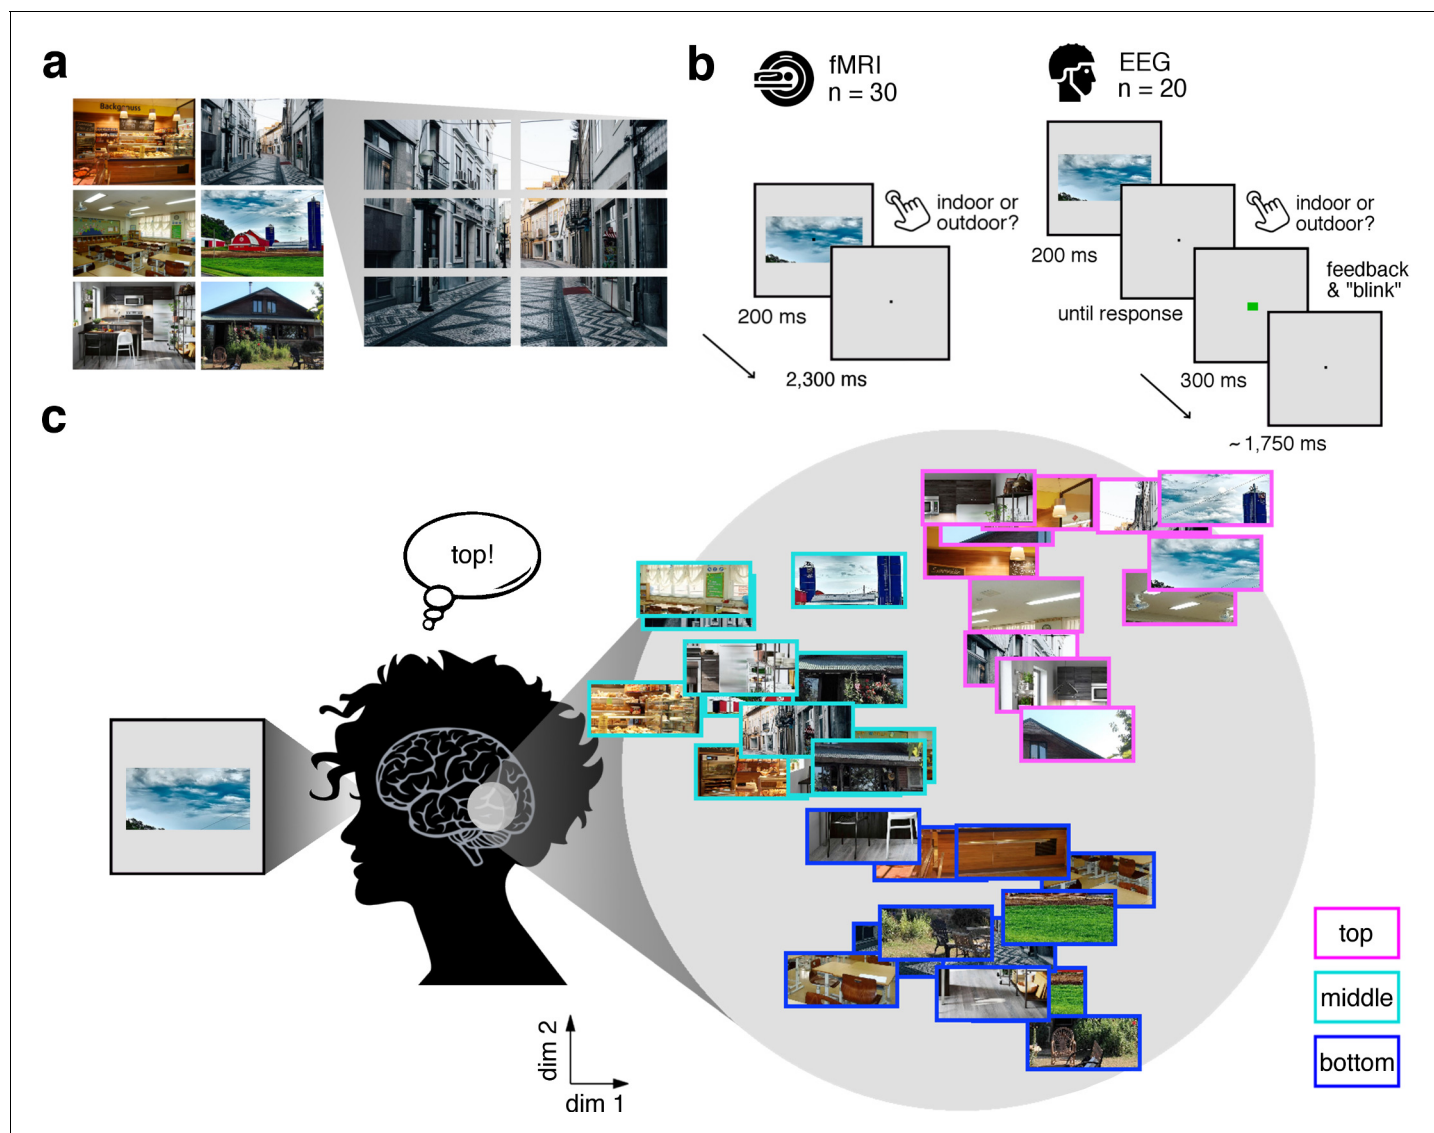 a
Backgenuss
b
fMRI
n = 30
EEG
n = 20
indoor or
outdoor?
200 ms
2,300 ms
indoor or
outdoor?
200 ms
until response
feedback
& "blink"
300 ms
~1,750 ms
c
top!
dim 2
dim 1
top
middle
bottom